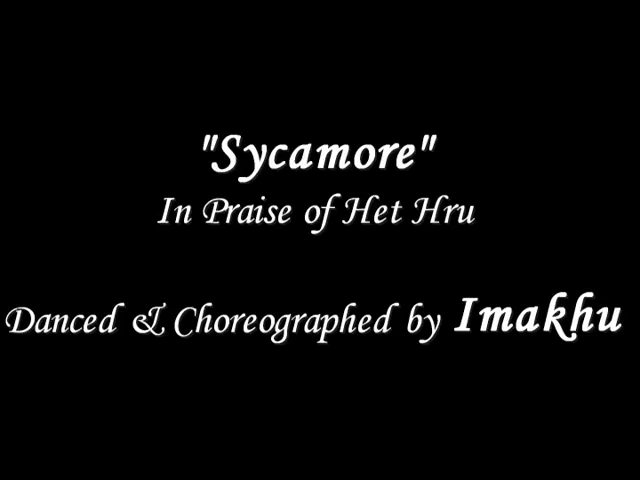 "Sycamore"
In Praise of Het Hru
Danced & Choreographed by Imakhu